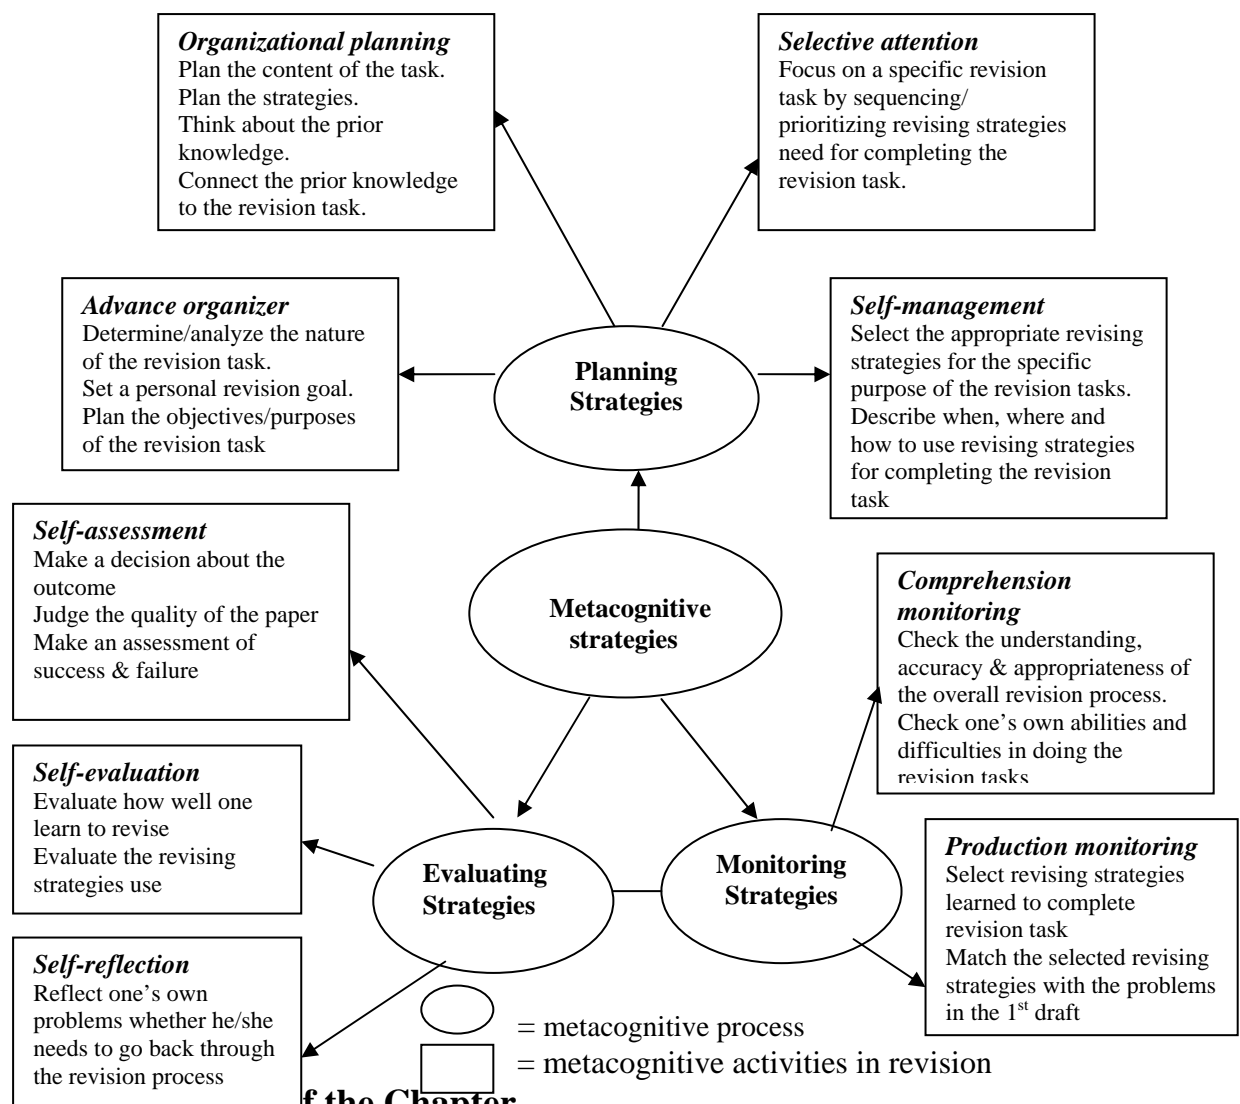 Organizational planning
Plan the content of the task.
Plan the strategies.
Think about the prior
knowledge.
Connect the prior knowledge
to the revision task.
Selective attention
Focus on a specific revision
task by sequencing/
prioritizing revising strategies
need for completing the
revision task.
Advance organizer
Determine/analyze the nature
of the revision task.
Set a personal revision goal.
Plan the objectives/purposes
of the revision task
Planning
Strategies
Self-management
Select the appropriate revising
strategies for the specific
purpose of the revision tasks.
Describe when, where and
how to use revising strategies
for completing the revision
task
Self-assessment
Make a decision about the
outcome
Judge the quality of the paper
Make an assessment of
success & failure
Metacognitive
strategies
Comprehension
monitoring
Check the understanding,
accuracy & appropriateness of
the overall revision process.
Check one’s own abilities and
difficulties in doing the
revision tasks
Self-evaluation
Evaluate how well one
learn to revise
Evaluate the revising
strategies use
Evaluating
Strategies
Monitoring
Strategies
Production monitoring
Select revising strategies
learned to complete
revision task
Match the selected revising
strategies with the problems
in the 1st draft
Self-reflection
Reflect one’s own
problems whether he/she
needs to go back through
the revision process
= metacognitive process
= metacognitive activities in revision
the Chapter